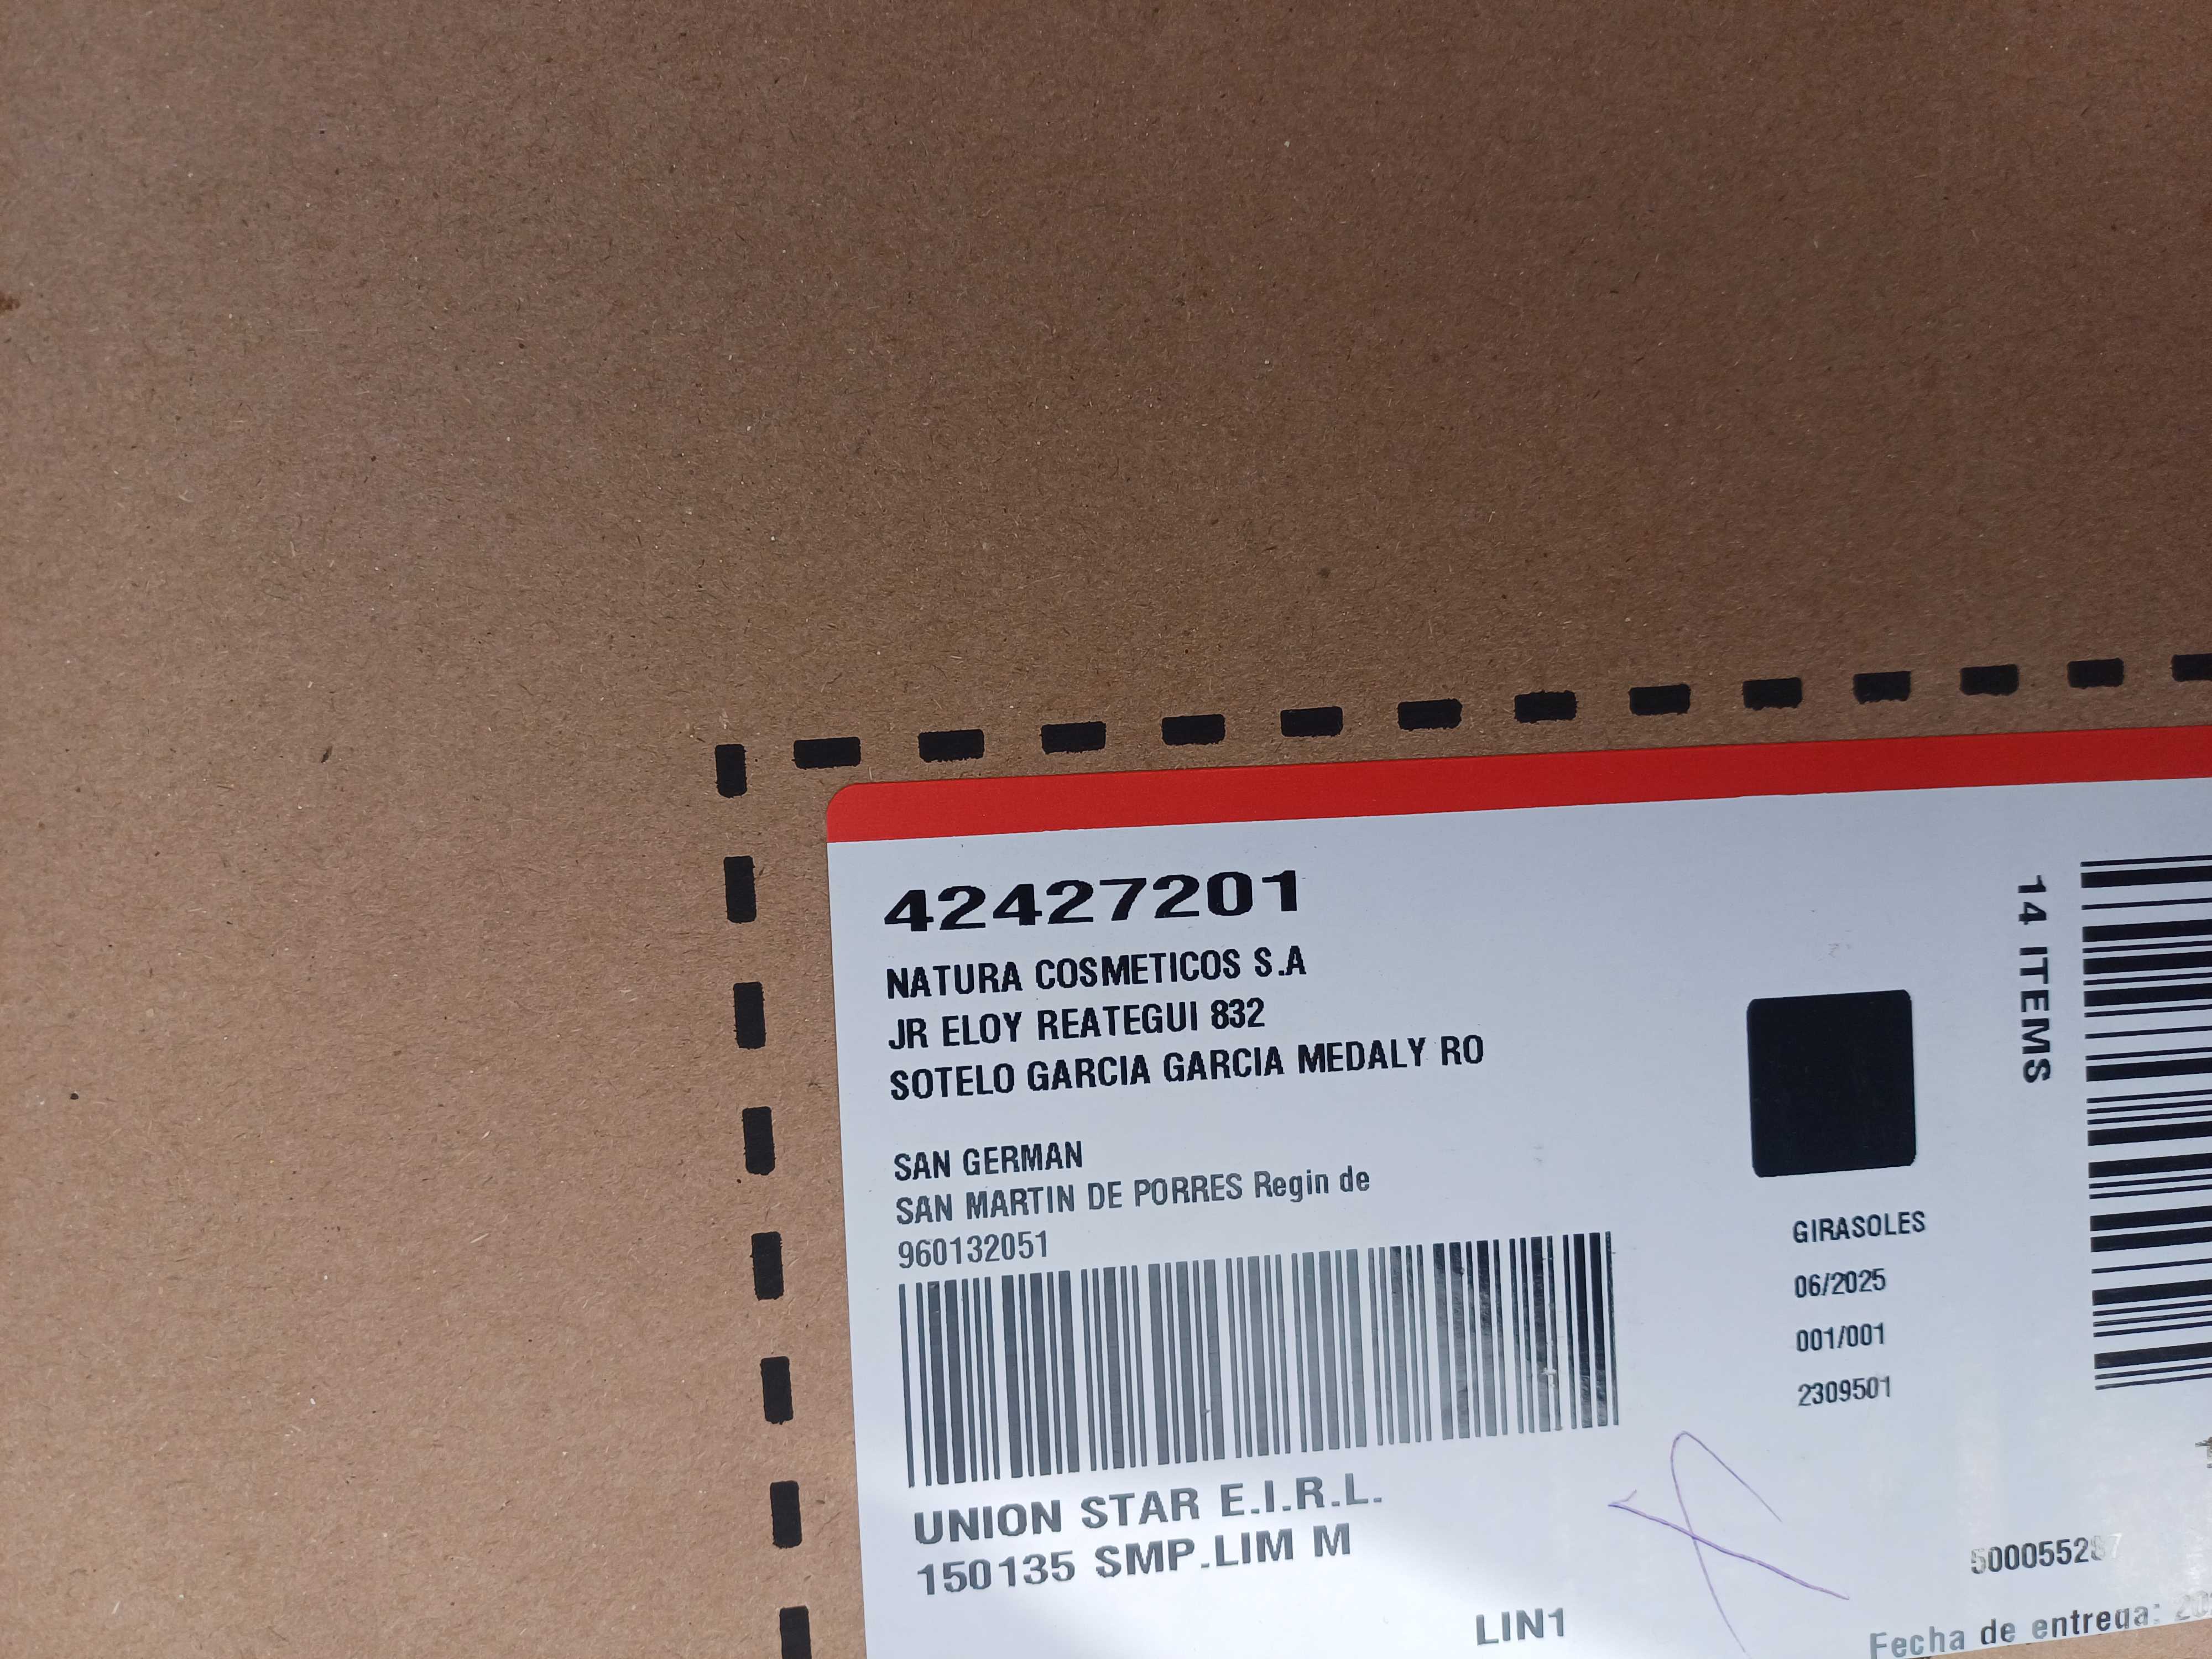 42427201
NATURA COSMETICOS S.A
JR ELOY REATEGUI 832
SOTELO GARCIA GARCIA MEDALY RO
SAN GERMAN
SAN MARTIN DE PORRES Regin de
960132051
UNION STAR E.I.R.L.
150135 SMP.LIM M
LIN1
GIRASOLES
06/2025
001/001
2309501
14 ITEMS
Fecha de entrega: